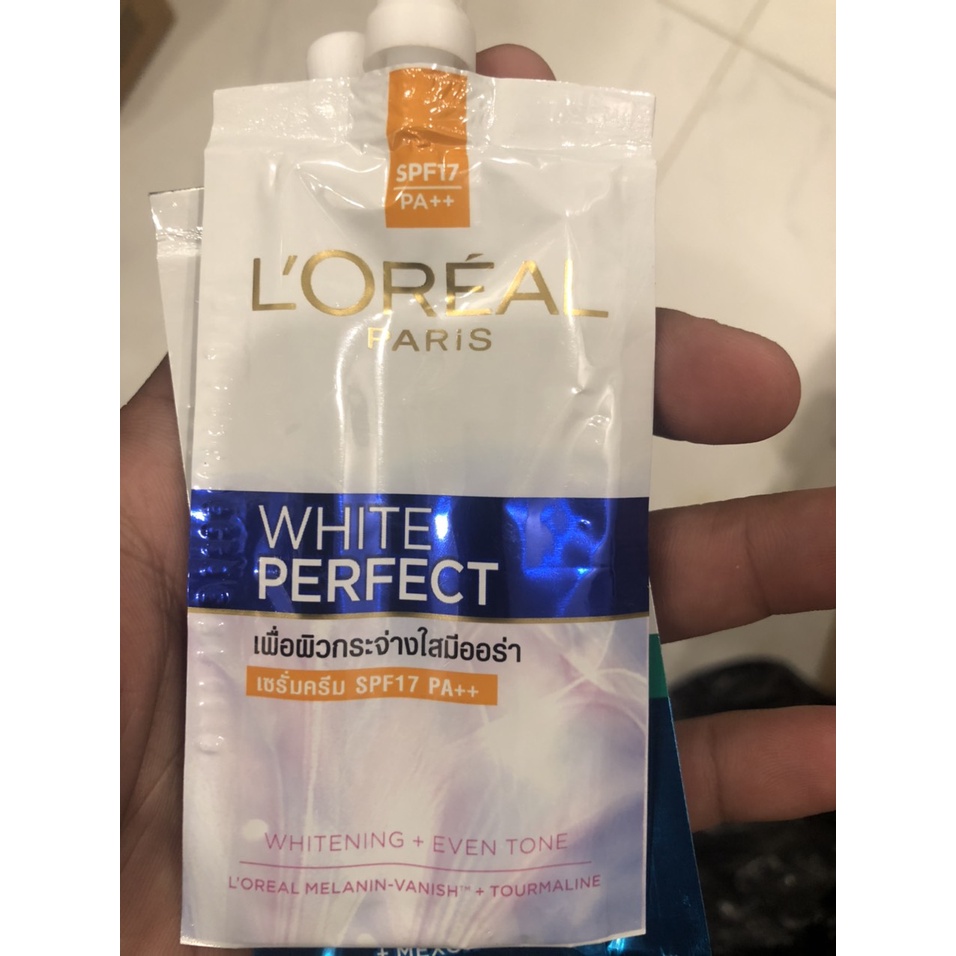 SPF17
PA++
L'ORÉAL
PARiS
WHITE
PERFECT
เพื่อผิวกระจ่างใสมีออร่า
เซรั่มครีม SPF17 PA++
WHITENING + EVEN TONE
L'OREAL MELANIN-VANISH™ + TOURMALINE